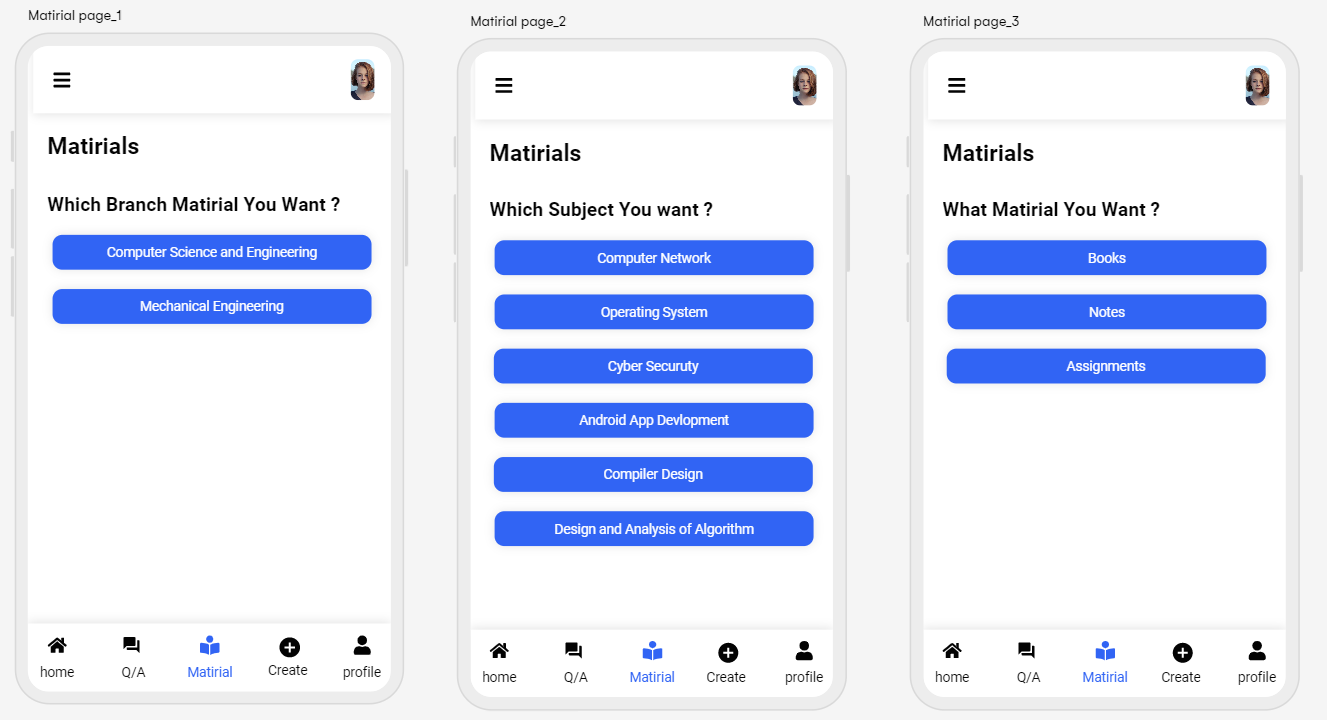 Matirial page_1
Matirials
Which Branch Matirial You Want ?
Computer Science and Engineering
Mechanical Engineering
home
Q/A
Matirial
Create
profile
Matirial page_2
Matirials
Which Subject You want ?
Computer Network
Operating System
Cyber Securuty
Android App Devlopment
Compiler Design
Design and Analysis of Algorithm
home
Q/A
Matirial
Create
profile
Matirial page_3
Matirials
What Matirial You Want ?
Books
Notes
Assignments
home
Q/A
Matirial
Create
profile